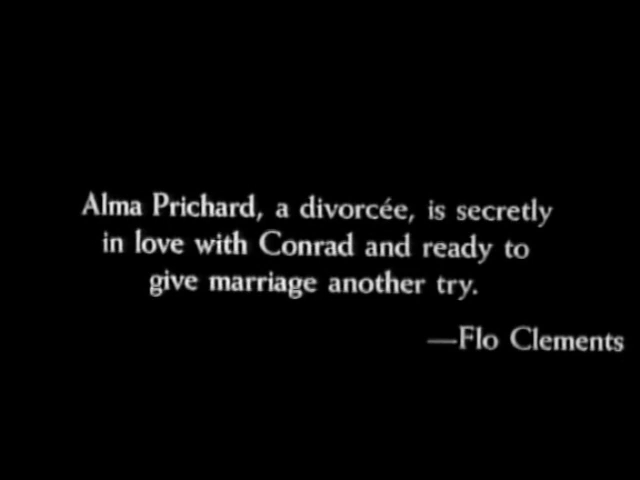 Alma Prichard, a divorcée, is secretly
in love with Conrad and ready to
give marriage another try.
—Flo Clements